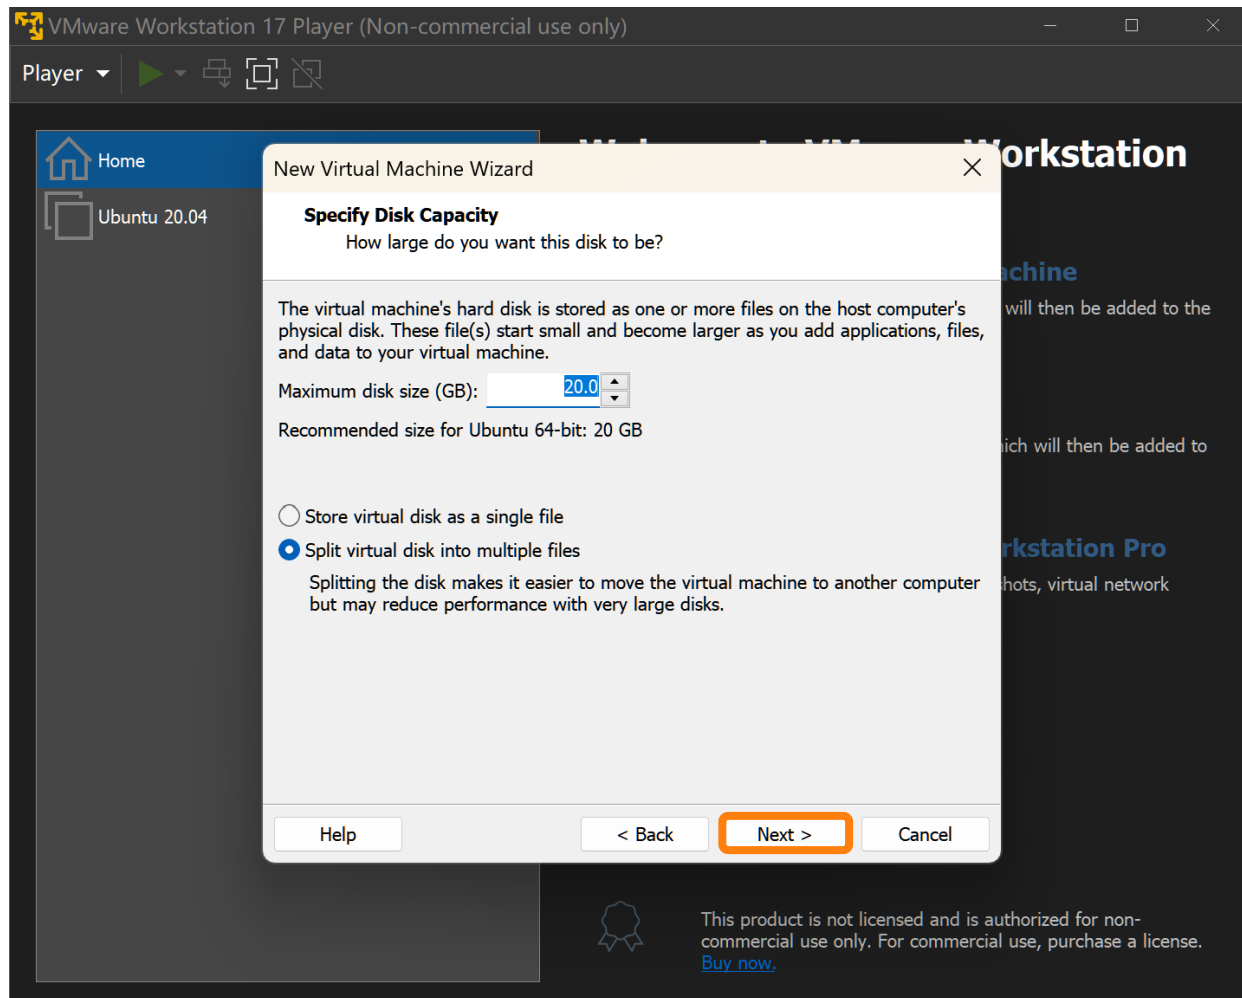 VMware Workstation 17 Player (Non-commercial use only)
Player
Home
Ubuntu 20.04
orkstation
achine
will then be added to the
ich will then be added to
rkstation Pro
hots, virtual network
New Virtual Machine Wizard
Specify Disk Capacity
How large do you want this disk to be?
The virtual machine's hard disk is stored as one or more files on the host computer's
physical disk. These file(s) start small and become larger as you add applications, files,
and data to your virtual machine.
Maximum disk size (GB): 20.0
Recommended size for Ubuntu 64-bit: 20 GB
Store virtual disk as a single file
Split virtual disk into multiple files
Splitting the disk makes it easier to move the virtual machine to another computer
but may reduce performance with very large disks.
Help
< Back
Next >
Cancel
This product is not licensed and is authorized for non-
commercial use only. For commercial use, purchase a license.
Buy now.